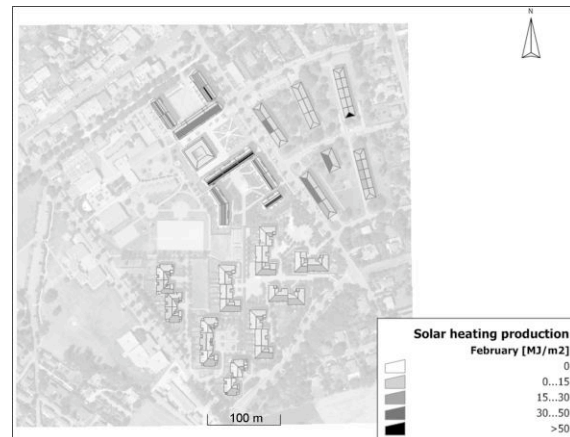 N
100 m
Solar heating production
February [MJ/m2]
0
0...15
15...30
30...50
>50